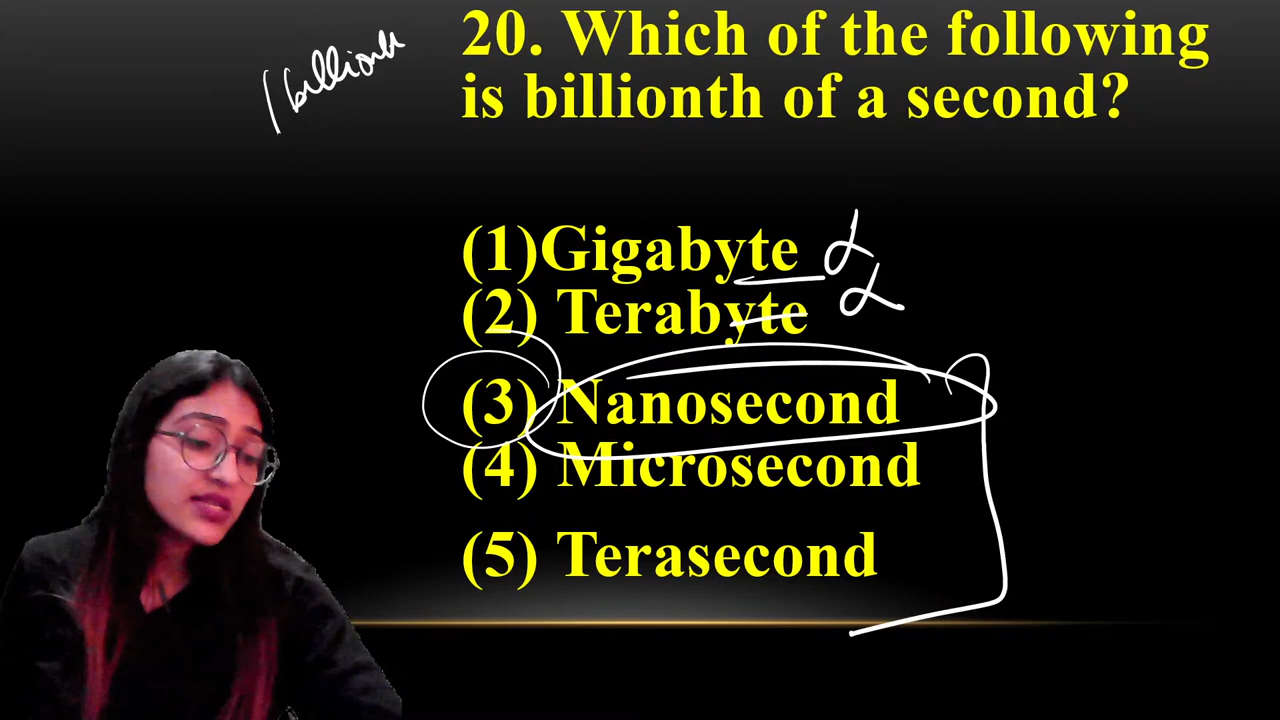 1 billionth
20. Which of the following
is billionth of a second?
(1)Gigabyte
(2) Terabyte
(3) Nanosecond
(4) Microsecond
(5) Terasecond